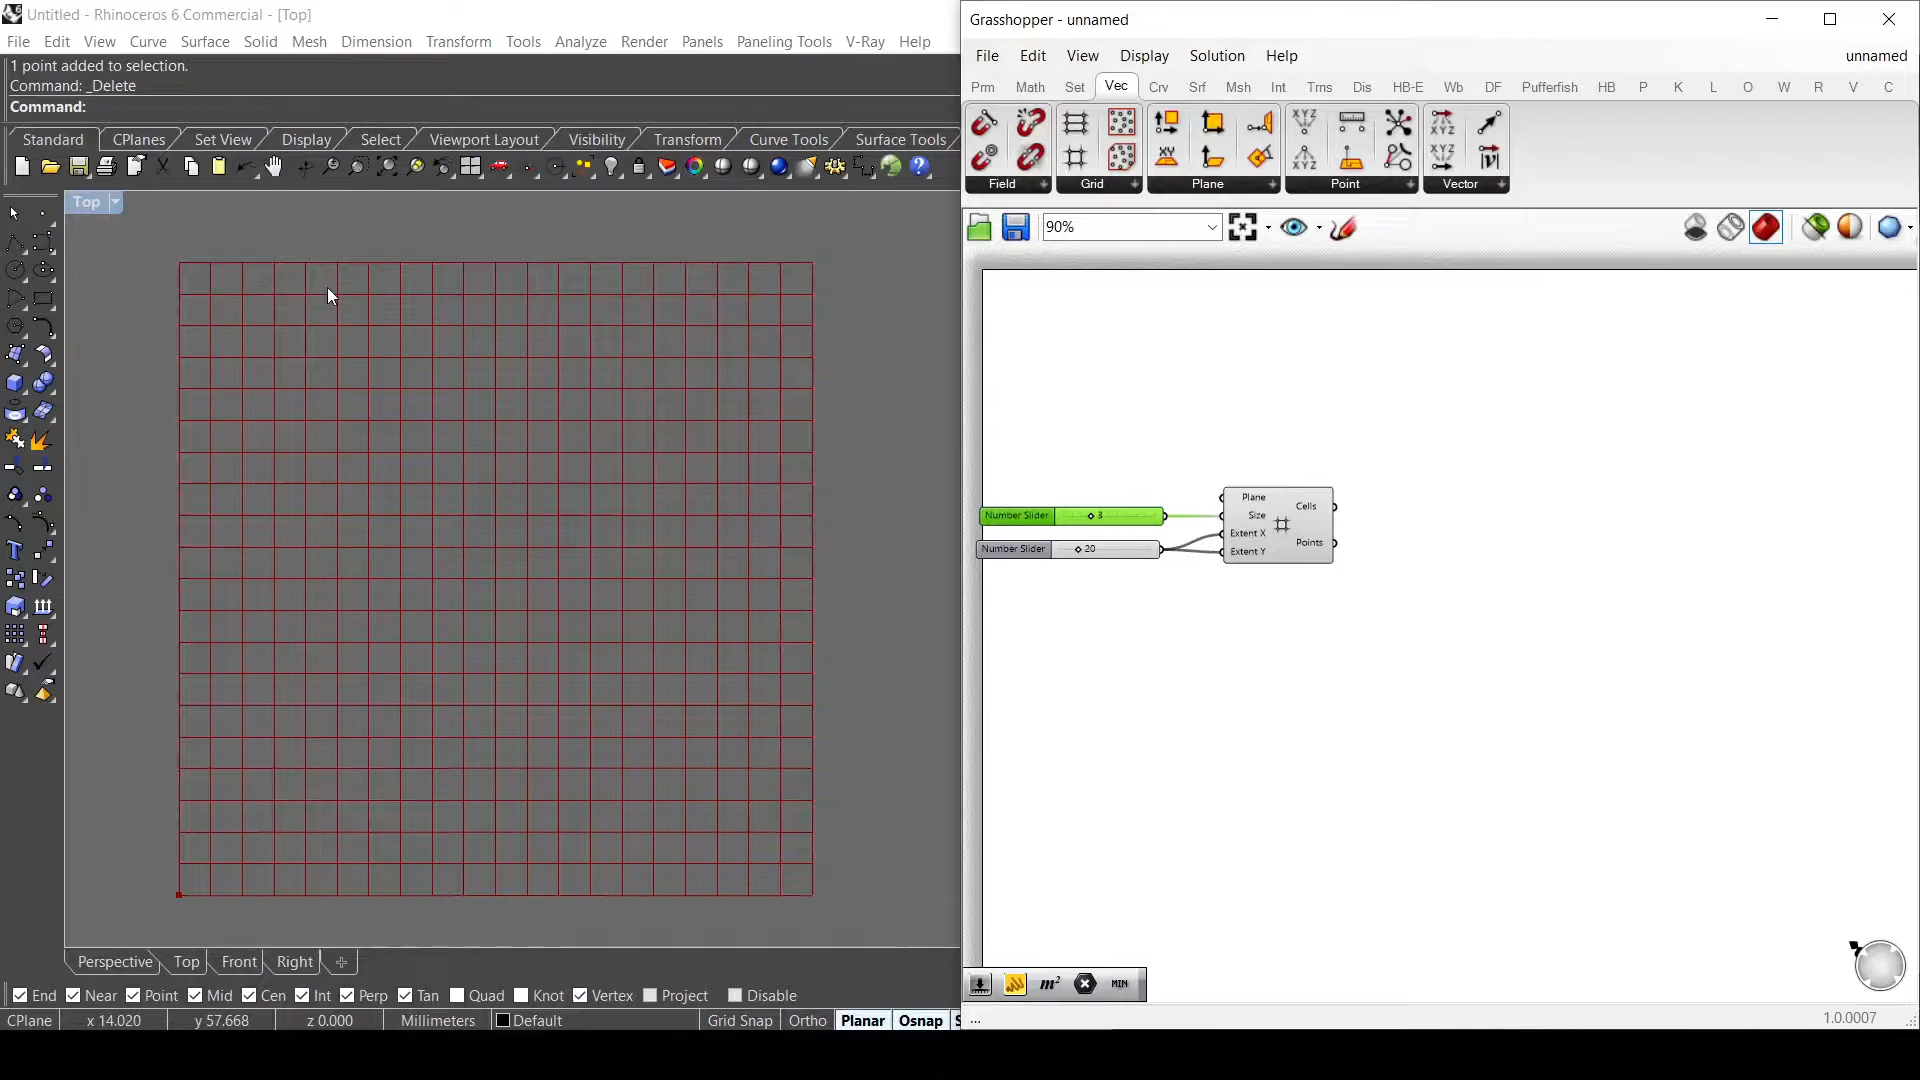 Untitled - Rhinoceros 6 Commercial - [Top]
File Edit View Curve Surface Solid Mesh Dimension Transform Tools Analyze Render Panels Paneling Tools V-Ray Help
1 point added to selection.
Command: _Delete
Command:
Standard CPlanes Set View Display Select Viewport Layout Visibility Transform Curve Tools Surface Tools
Top
Perspective Top Front Right
End Near Point Mid Cen Int Perp Tan Quad Knot Vertex Project Disable
CPlane x 14.020 y 57.668 z 0.000 Millimeters Default Grid Snap Ortho Planar Osnap S
Grasshopper - unnamed
File Edit View Display Solution Help unnamed
Prm Math Set Vec Crv Srf Msh Int Trns Dis HB-E Wb DF Pufferfish HB P K L O W R V C
Field Grid Plane Point Vector
90%
Number Slider 3
Number Slider 20
Plane
Size
Extent X
Extent Y
Cells
Points
m² MIN
... 1.0.0007